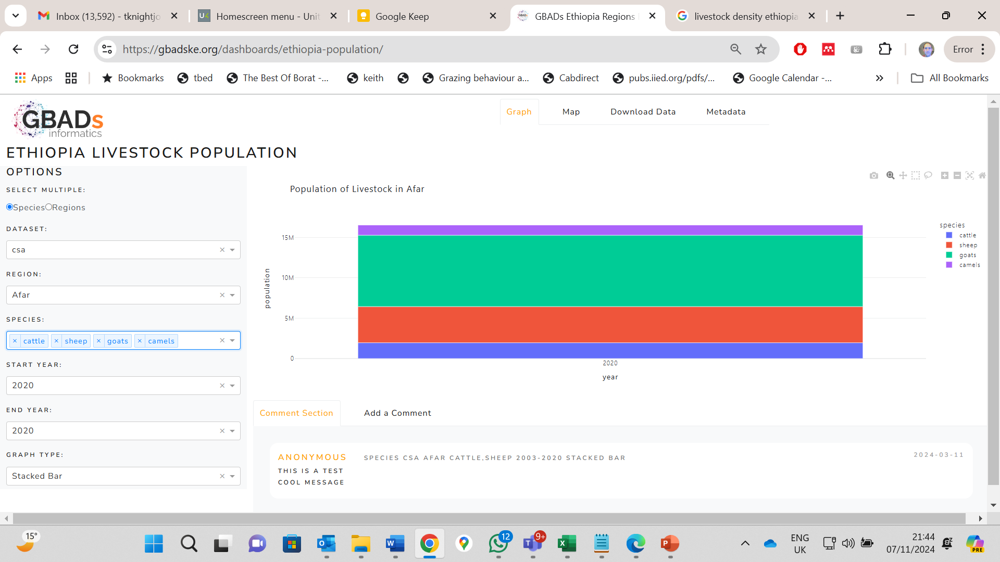 Inbox (13,592) - tknightjo
U4
Homescreen menu - Unit
Google Keep
GBADs Ethiopia Regions
livestock density ethiopia
https://gbadske.org/dashboards/ethiopia-population/
Error
Apps
Bookmarks
tbed
The Best Of Borat -...
keith
Grazing behaviour a...
Cabdirect
pubs.iied.org/pdfs/...
Google Calendar -...
»
All Bookmarks
GBADs
informatics
Graph
Map
Download Data
Metadata
ETHIOPIA LIVESTOCK POPULATION
OPTIONS
SELECT MULTIPLE:
Species
Regions
DATASET:
csa
REGION:
Afar
SPECIES:
× cattle
× sheep
× goats
× camels
START YEAR:
2020
END YEAR:
2020
GRAPH TYPE:
Stacked Bar
Population of Livestock in Afar
15M
10M
5M
0
population
2020
year
species
cattle
sheep
goats
camels
Comment Section
Add a Comment
ANONYMOUS
SPECIES CSA AFAR CATTLE,SHEEP 2003-2020 STACKED BAR
2024-03-11
THIS IS A TEST
COOL MESSAGE
15°
12
9+
ENG
UK
21:44
07/11/2024
PRE